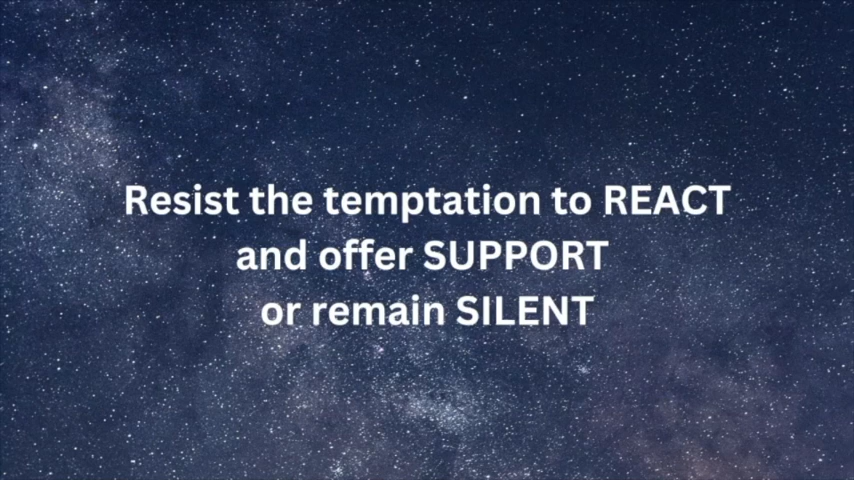 Resist the temptation to REACT
and offer SUPPORT
or remain SILENT